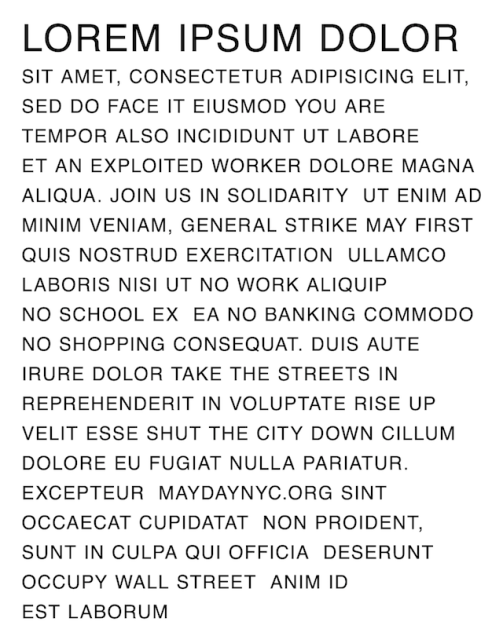 LOREM IPSUM DOLOR
SIT AMET, CONSECTETUR ADIPISICING ELIT,
SED DO FACE IT EIUSMOD YOU ARE
TEMPOR ALSO INCIDIDUNT UT LABORE
ET AN EXPLOITED WORKER DOLORE MAGNA
ALIQUA. JOIN US IN SOLIDARITY  UT ENIM AD
MINIM VENIAM, GENERAL STRIKE MAY FIRST
QUIS NOSTRUD EXERCITATION  ULLAMCO
LABORIS NISI UT NO WORK ALIQUIP
NO SCHOOL EX  EA NO BANKING COMMODO
NO SHOPPING CONSEQUAT. DUIS AUTE
IRURE DOLOR TAKE THE STREETS IN
REPREHENDERIT IN VOLUPTATE RISE UP
VELIT ESSE SHUT THE CITY DOWN CILLUM
DOLORE EU FUGIAT NULLA PARIATUR.
EXCEPTEUR  MAYDAYNYC.ORG SINT
OCCAECAT CUPIDATAT  NON PROIDENT,
SUNT IN CULPA QUI OFFICIA  DESERUNT
OCCUPY WALL STREET  ANIM ID
EST LABORUM